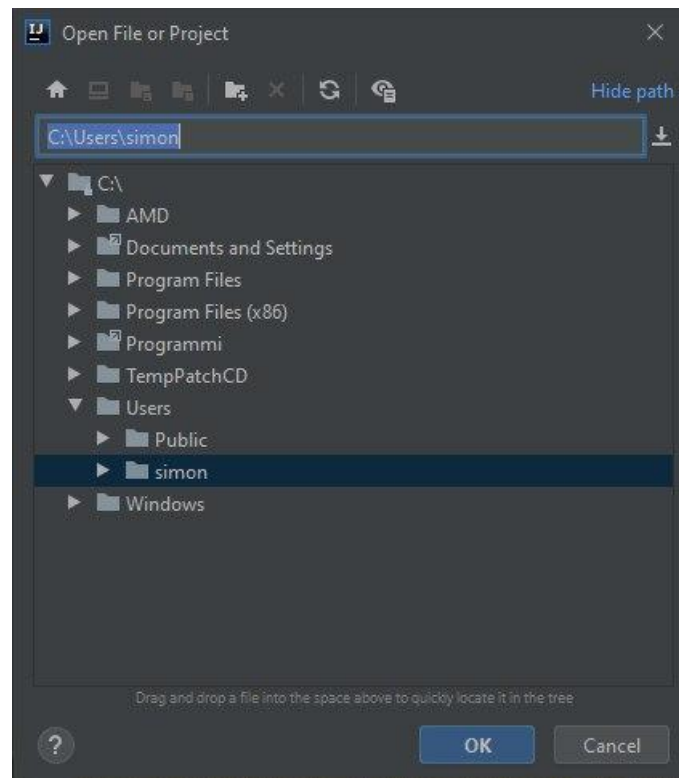 IJ Open File or Project
Hide path
C:\Users\simon
C:\
AMD
Documents and Settings
Program Files
Program Files (x86)
Programmi
TempPatchCD
Users
Public
simon
Windows
Drag and drop a file into the space above to quickly locate it in the tree
? OK Cancel